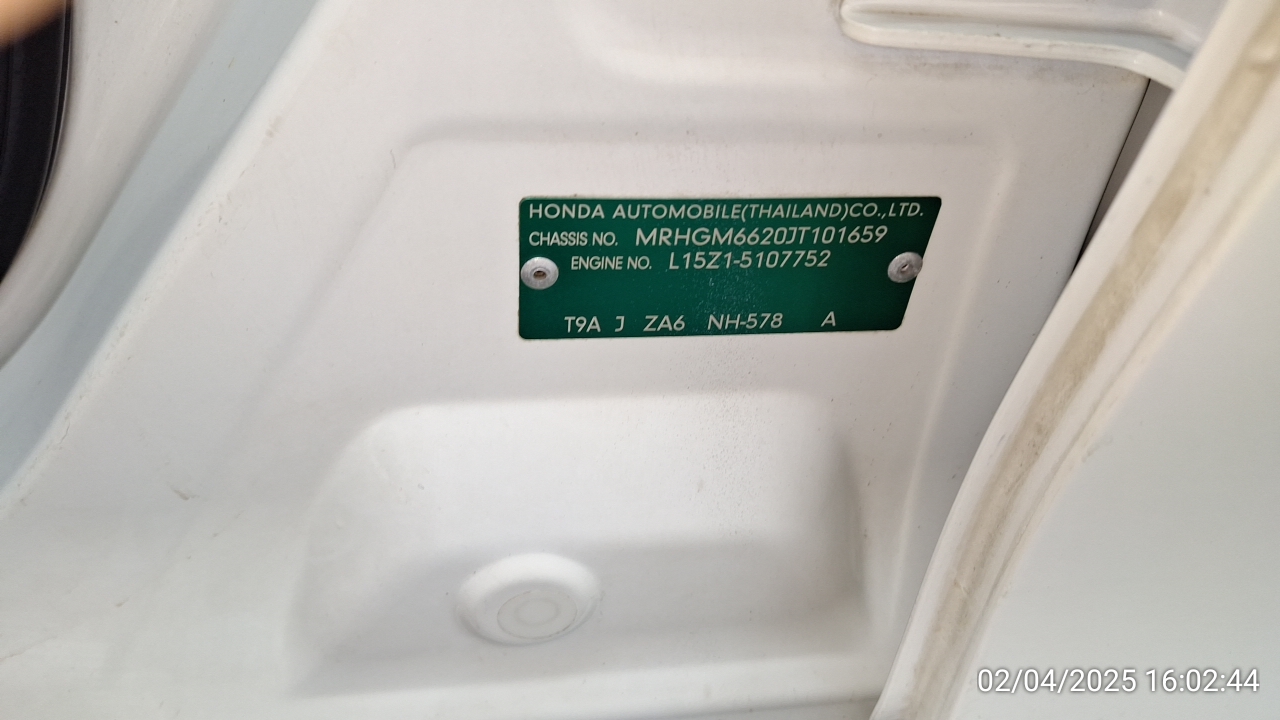 HONDA AUTOMOBILE(THAILAND)CO.,LTD.
CHASSIS NO. MRHGM6620JT101659
ENGINE NO. L15Z1-5107752
T9A J ZA6 NH-578 A
02/04/2025 16:02:44